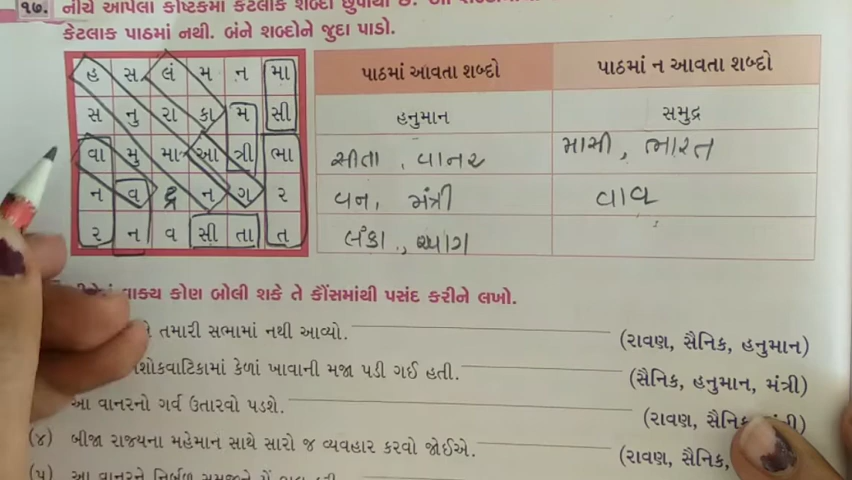 ૧૭. નીચે આપેલા કોષ્ટકમાં કેટલાક શબ્દો છુપાયા છે.
કેટલાક પાઠમાં નથી. બંને શબ્દોને જુદા પાડો.
હ સ લં મ ન મા
સ નુ રા કા મ સી
વા મુ મા આ ત્રી ભા
ન વ દ્ર ન ગ ર
ર ન વ સી તા ત
પાઠમાં આવતા શબ્દો પાઠમાં ન આવતા શબ્દો
હનુમાન સમુદ્ર
સીતા , વાનર માસી, ભારત
વન, મંત્રી વાવ
લંકા ,
વાક્ય કોણ બોલી શકે તે કૌંસમાંથી પસંદ કરીને લખો.
તમારી સભામાં નથી આવ્યો. (રાવણ, સૈનિક, હનુમાન)
શોકવાટિકામાં કેળાં ખાવાની મજા પડી ગઈ હતી. (સૈનિક, હનુમાન, મંત્રી)
આ વાનરનો ગર્વ ઉતારવો પડશે. (રાવણ, સૈનિક,
(૪) બીજા રાજ્યના મહેમાન સાથે સારો જ વ્યવહાર કરવો જોઈએ. (રાવણ, સૈનિક,
(૫) આ વાનરને